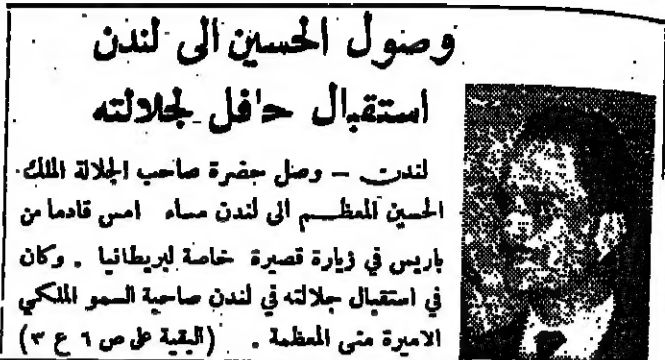 وصول الحسين الى لندن
استقبال حافل لجلالته
لندن – وصل حضرة صاحب الجلالة الملك
الحسين المعظم الى لندن مساء امس قادما من
باريس في زيارة قصيرة خاصة لبريطانيا . وكان
في استقبال جلالته في لندن صاحبة السمو الملكي
الاميرة منى المعظمة . (البقية على ص ٦ ع ٣)